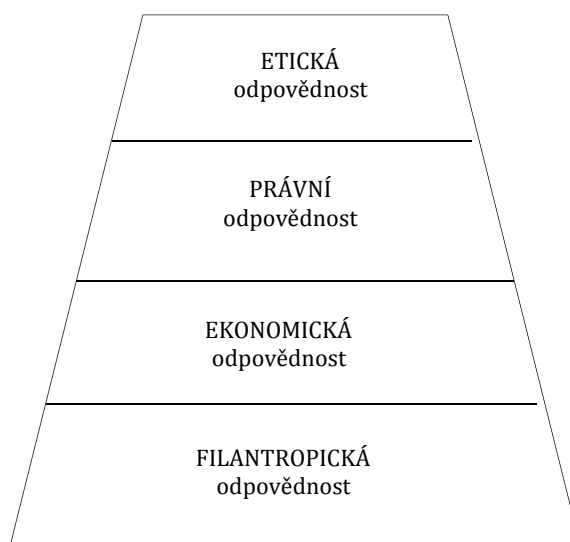 ETICKÁ
odpovědnost
PRÁVNÍ
odpovědnost
EKONOMICKÁ
odpovědnost
FILANTROPICKÁ
odpovědnost